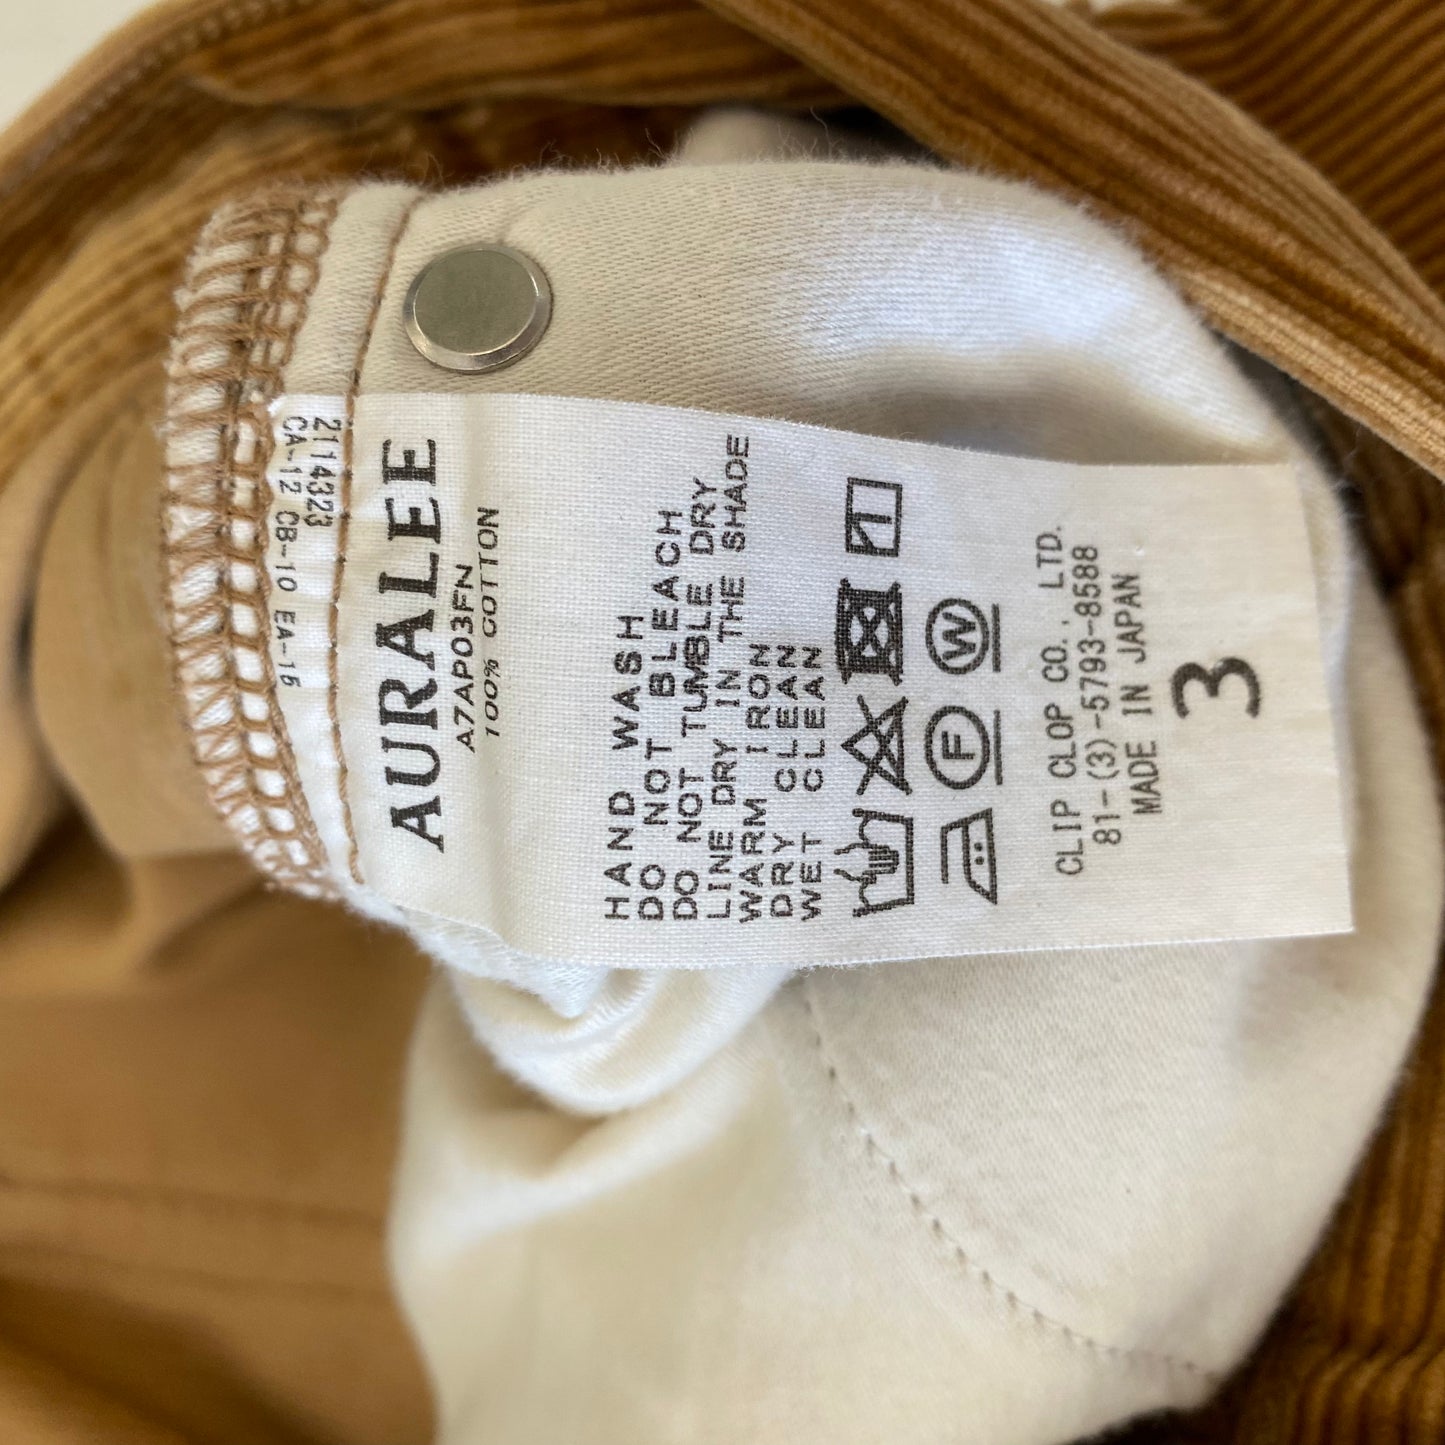 2114323
CA-12 CB-10 EA-16
AURALEE
A7AP03FN
100% COTTON
HAND WASH
DO NOT BLEACH
DO NOT TUMBLE DRY
LINE DRY IN THE SHADE
WARM IRON
DRY CLEAN
WET CLEAN
F W
CLIP CLOP CO., LTD.
81-(3)-5793-8588
MADE IN JAPAN
3